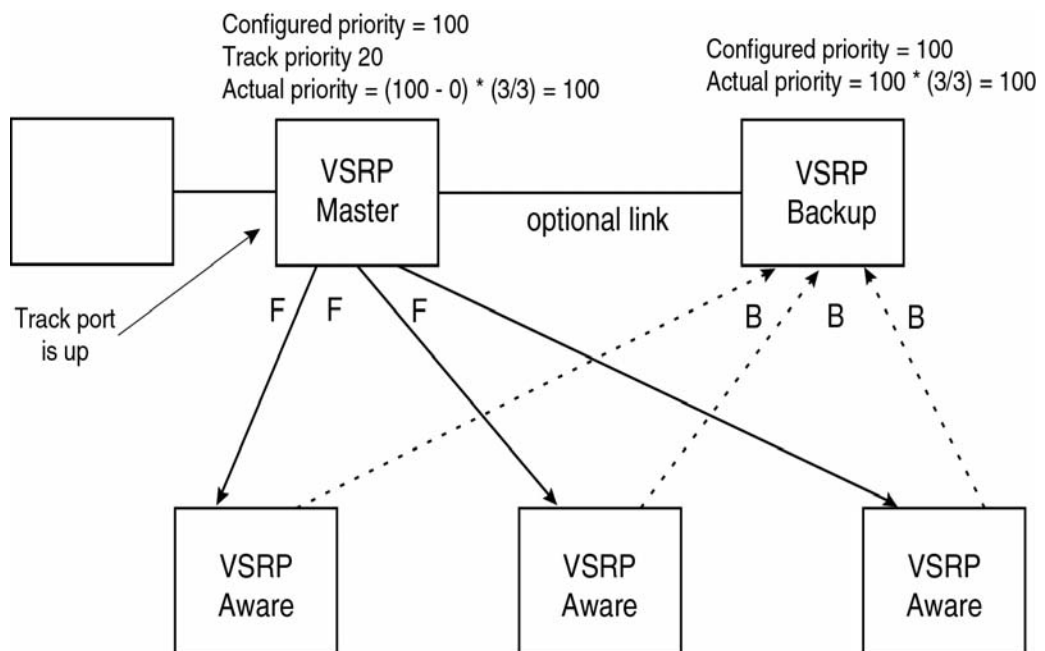 Configured priority = 100
Track priority 20
Actual priority = (100 - 0) * (3/3) = 100
Configured priority = 100
Actual priority = 100 * (3/3) = 100
VSRP
Master
optional link
VSRP
Backup
Track port
is up
F
F
F
B
B
B
VSRP
Aware
VSRP
Aware
VSRP
Aware